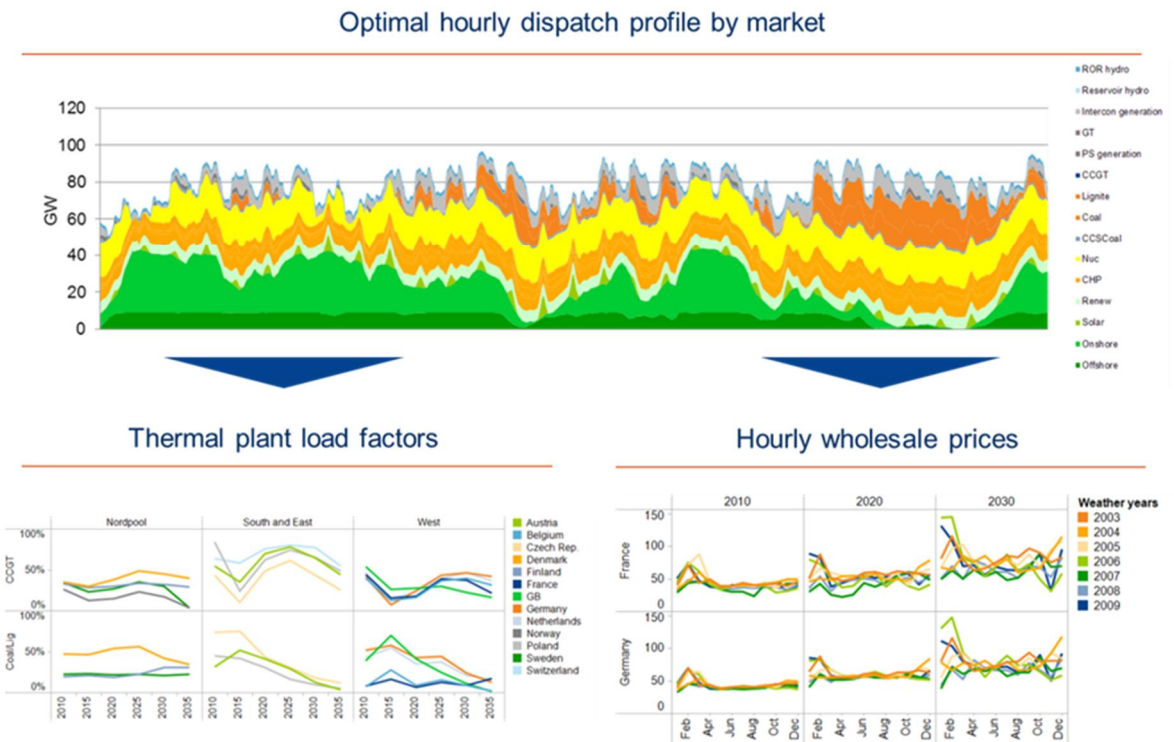 Optimal hourly dispatch profile by market
GW
120
100
80
60
40
20
0
ROR hydro
Reservoir hydro
Intercon generation
GT
PS generation
CCGT
Lignite
Coal
CCSCoal
Nuc
CHP
Renew
Solar
Onshore
Offshore
Thermal plant load factors
Nordpool South and East West
CCGT
100%
50%
0%
Coal/Lig
100%
50%
0%
2010 2015 2020 2025 2030 2035 2010 2015 2020 2025 2030 2035 2010 2015 2020 2025 2030 2035
Austria
Belgium
Czech Rep.
Denmark
Finland
France
GB
Germany
Netherlands
Norway
Poland
Sweden
Switzerland
Hourly wholesale prices
2010 2020 2030
France
150
100
50
0
Germany
150
100
50
0
Feb Apr Jun Aug Oct Dec Feb Apr Jun Aug Oct Dec Feb Apr Jun Aug Oct Dec
Weather years
2003
2004
2005
2006
2007
2008
2009